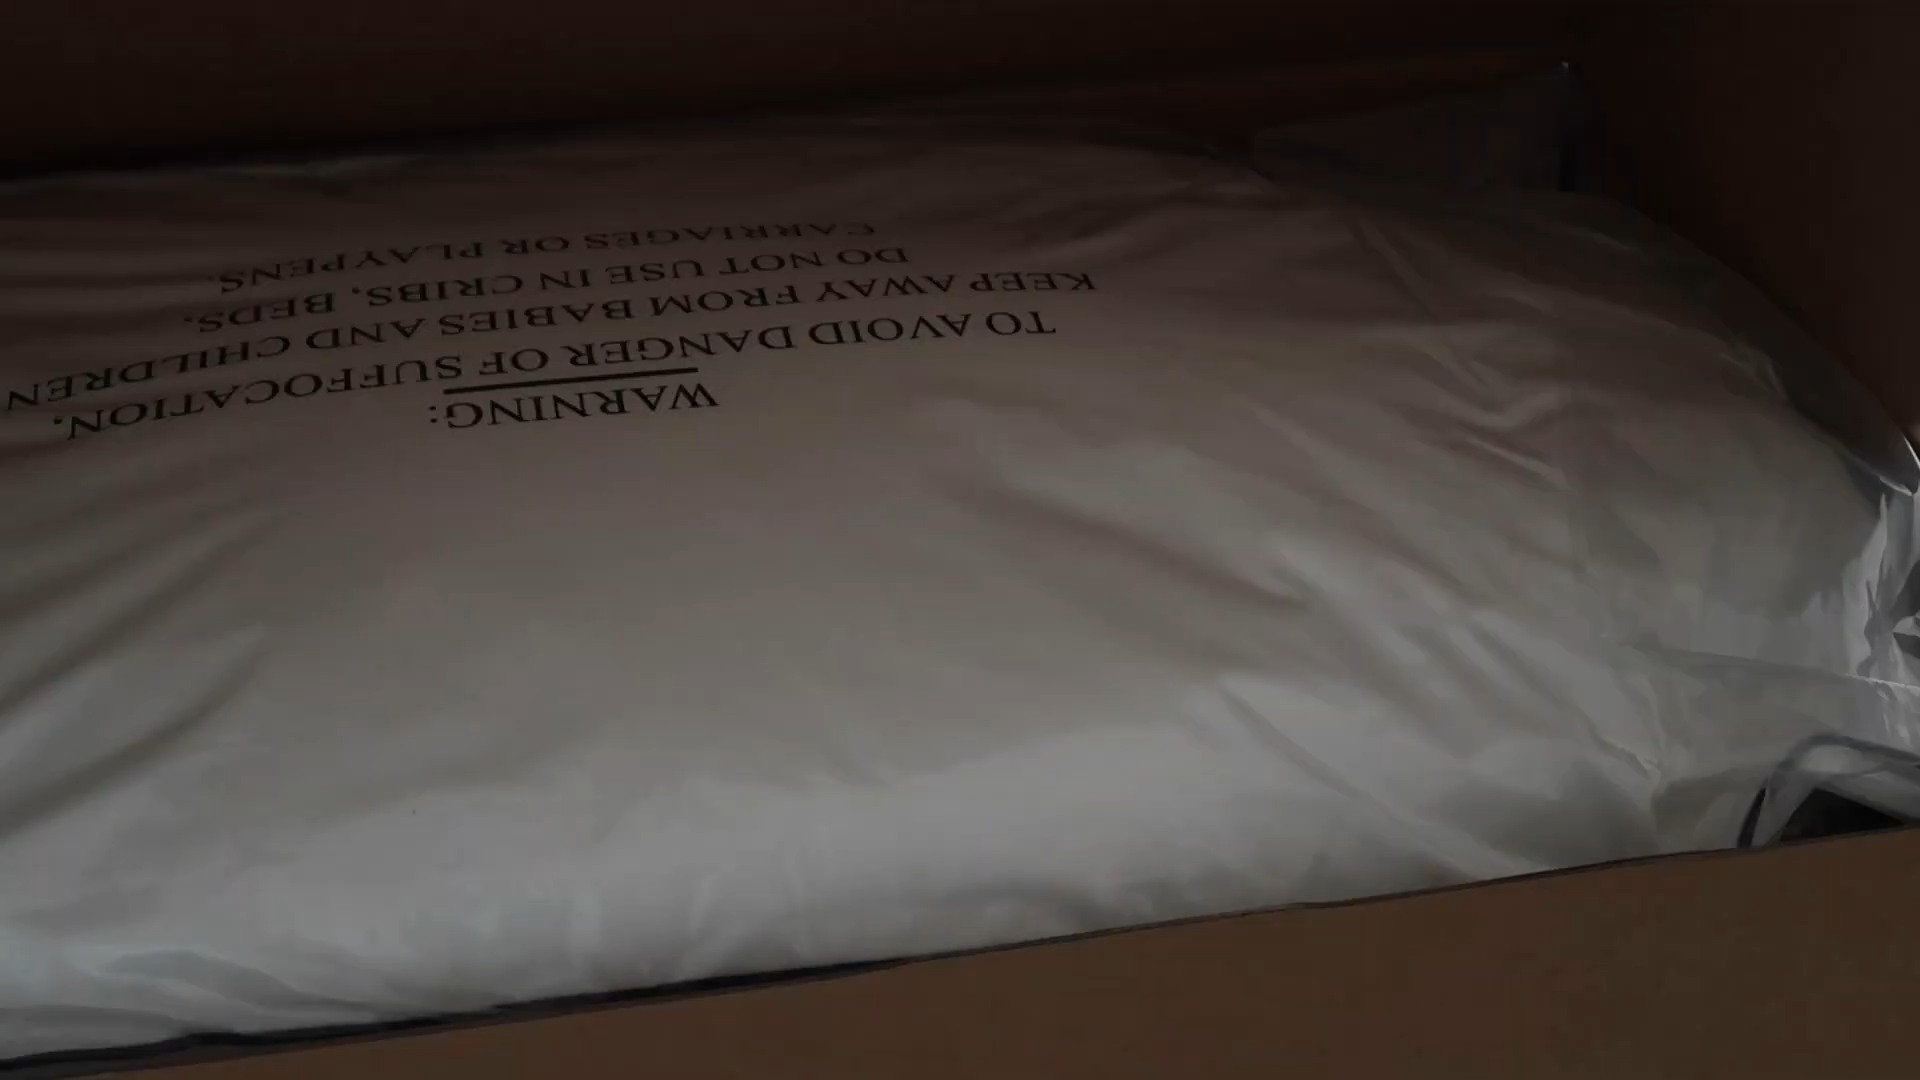 WARNING:
TO AVOID DANGER OF SUFFOCATION.
KEEP AWAY FROM BABIES AND CHILDREN
DO NOT USE IN CRIBS, BEDS,
CARRIAGES OR PLAYPENS.